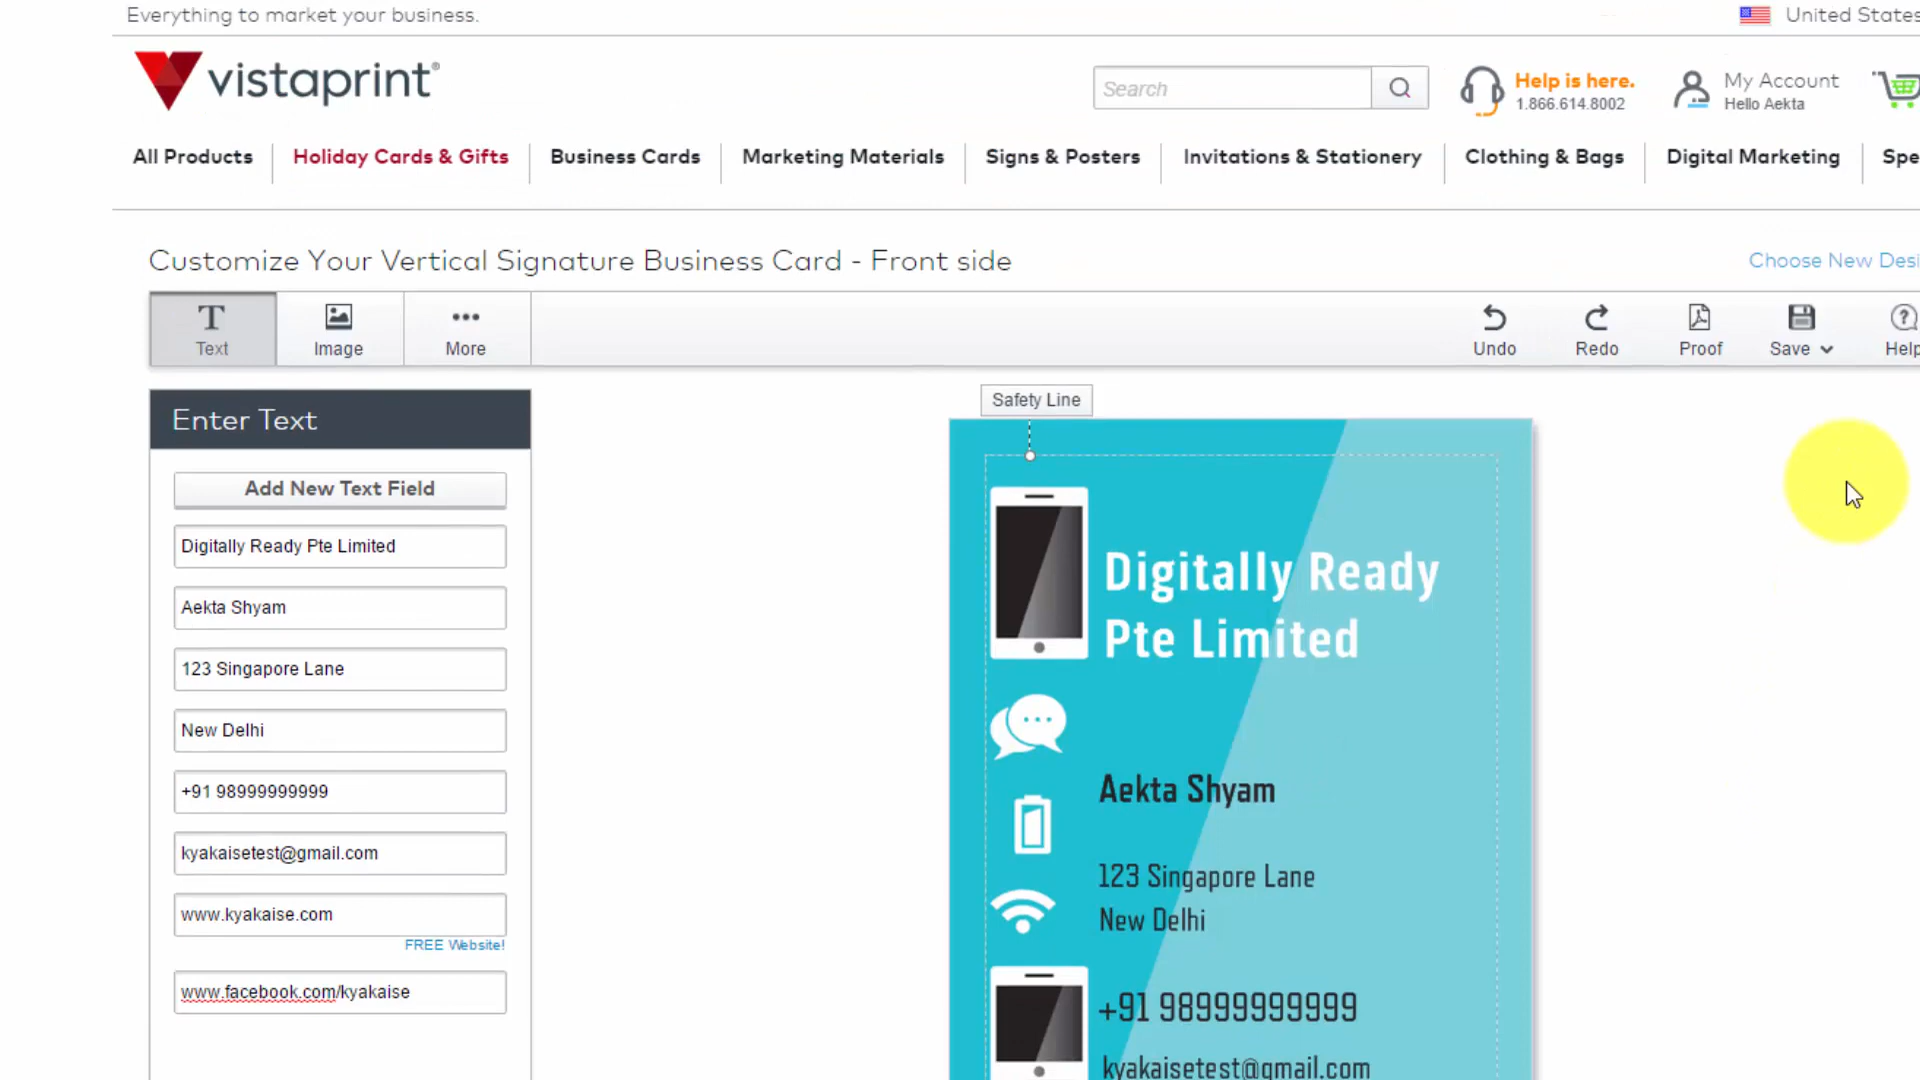 Everything to market your business.
United States
vistaprint®
Search
Help is here.
1.866.614.8002
My Account
Hello Aekta
All Products
Holiday Cards & Gifts
Business Cards
Marketing Materials
Signs & Posters
Invitations & Stationery
Clothing & Bags
Digital Marketing
Spe
Customize Your Vertical Signature Business Card - Front side
Choose New Desi
T
Text
Image
More
Undo
Redo
Proof
Save
Help
Enter Text
Add New Text Field
Digitally Ready Pte Limited
Aekta Shyam
123 Singapore Lane
New Delhi
+91 98999999999
kyakaisetest@gmail.com
www.kyakaise.com
FREE Website!
www.facebook.com/kyakaise
Safety Line
Digitally Ready
Pte Limited
Aekta Shyam
123 Singapore Lane
New Delhi
+91 98999999999
kyakaisetest@gmail.com